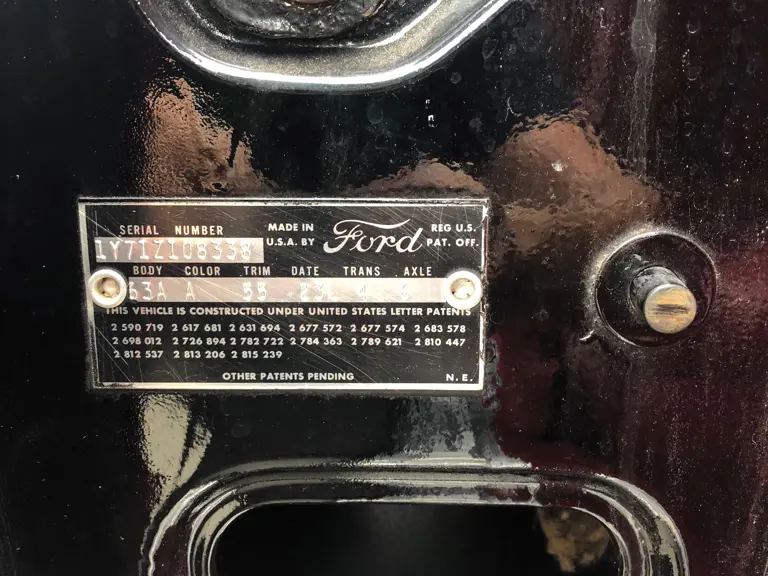 SERIAL NUMBER MADE IN U.S.A. BY Ford REG U.S. PAT. OFF.
1Y71Z108338
BODY COLOR TRIM DATE TRANS. AXLE
63A A 55 23L 4
THIS VEHICLE IS CONSTRUCTED UNDER UNITED STATES LETTER PATENTS
2 590 719 2 617 681 2 631 694 2 677 572 2 677 574 2 683 578
2 698 012 2 726 894 2 782 722 2 784 363 2 789 621 2 810 447
2 812 537 2 813 206 2 815 239
OTHER PATENTS PENDING N.E.